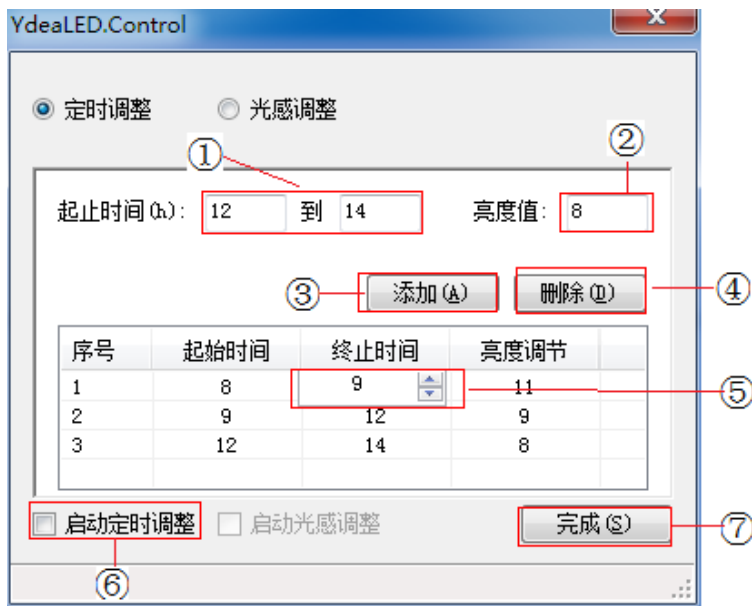 YdeaLED.Control
定时调整 光感调整
① ②
起止时间(h): 12 到 14 亮度值: 8
③ 添加(A) 删除(D) ④
序号 起始时间 终止时间 亮度调节
1 8 9 11 ⑤
2 9 12 9
3 12 14 8
启动定时调整 启动光感调整 完成(S) ⑦
⑥